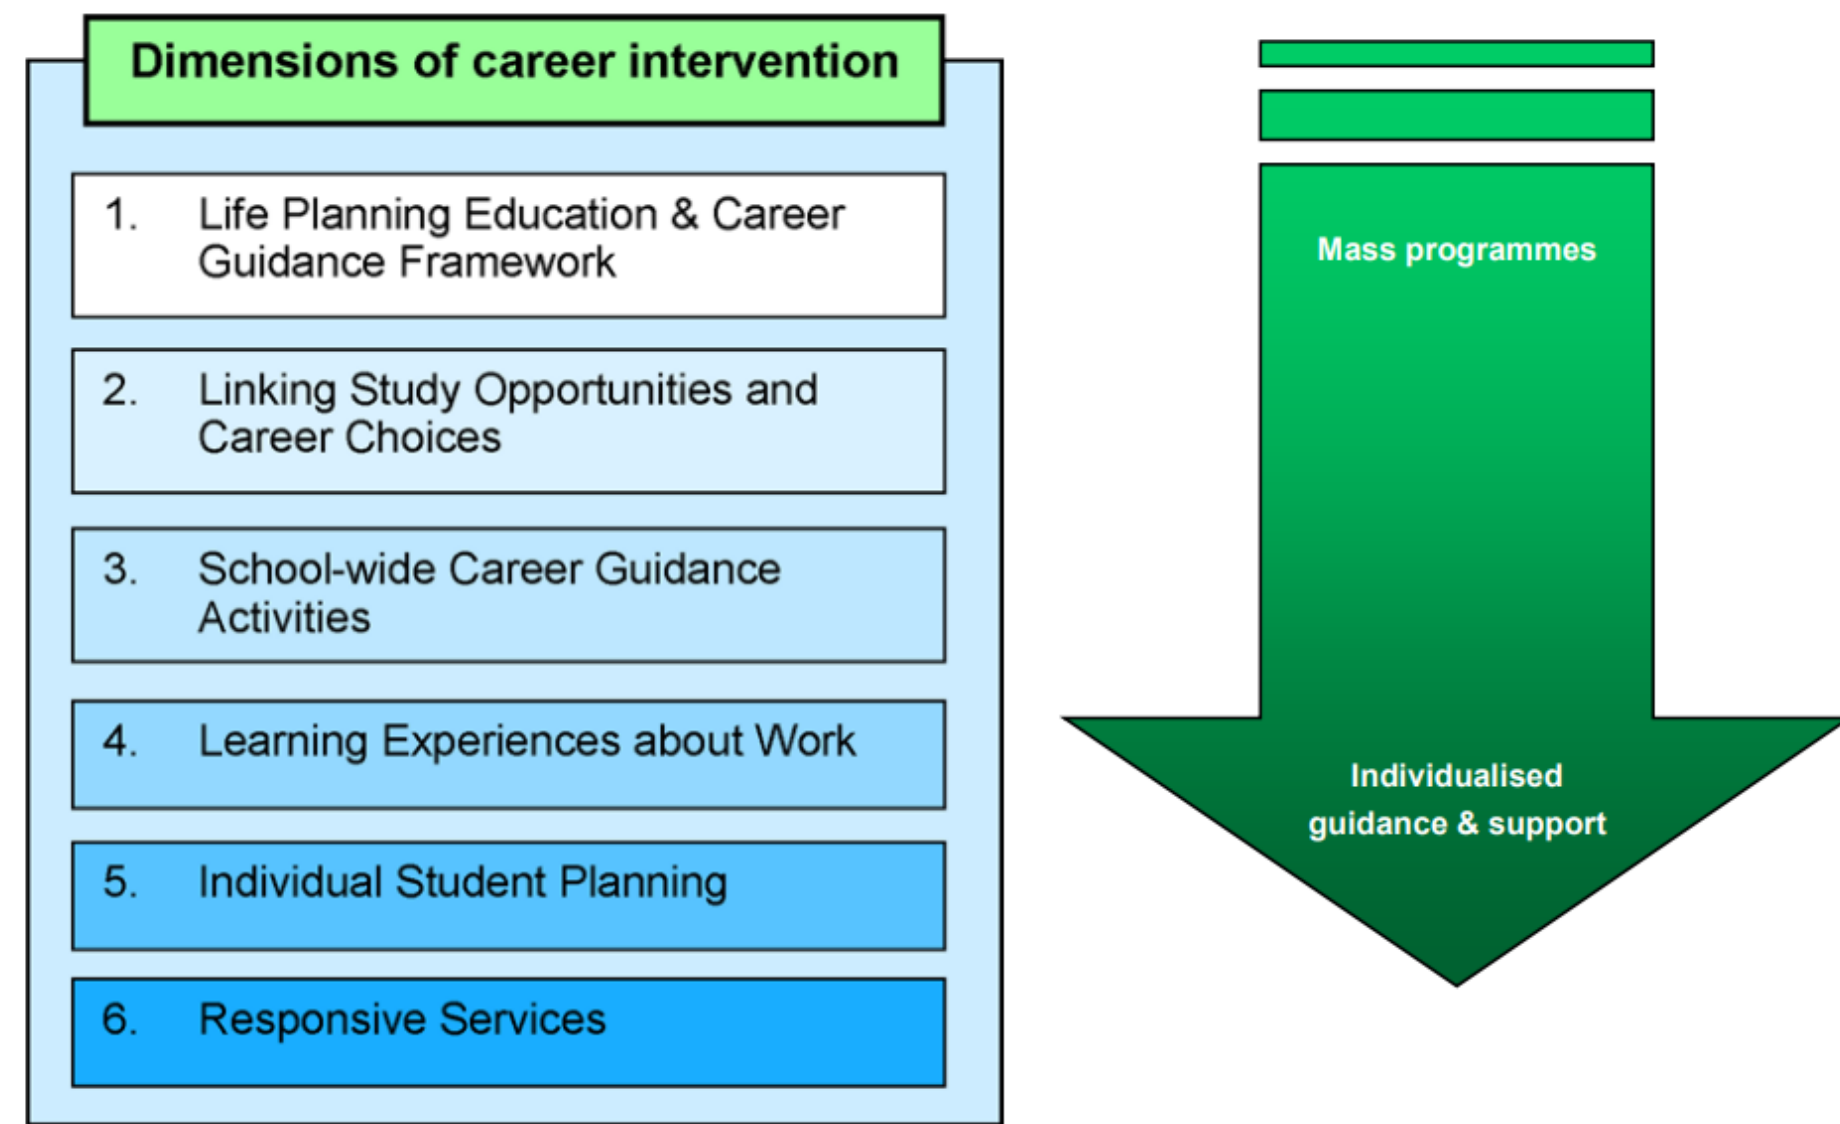 Dimensions of career intervention
1. Life Planning Education & Career
Guidance Framework
2. Linking Study Opportunities and
Career Choices
3. School-wide Career Guidance
Activities
4. Learning Experiences about Work
5. Individual Student Planning
6. Responsive Services
Mass programmes
Individualised
guidance & support